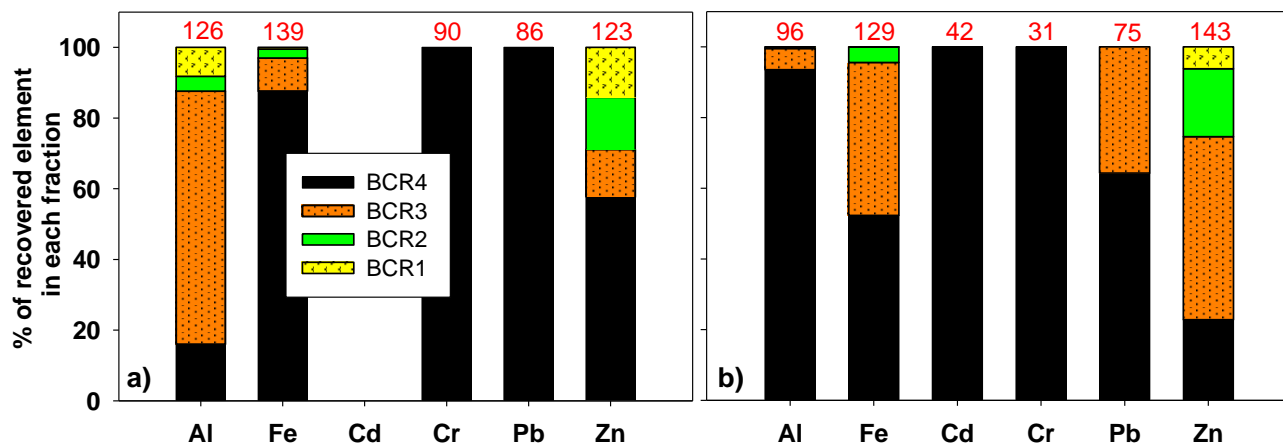 126 139 90 86 123
96 129 42 31 75 143
% of recovered element
in each fraction
100
80
60
40
20
0
BCR4
BCR3
BCR2
BCR1
a)
b)
Al Fe Cd Cr Pb Zn
Al Fe Cd Cr Pb Zn